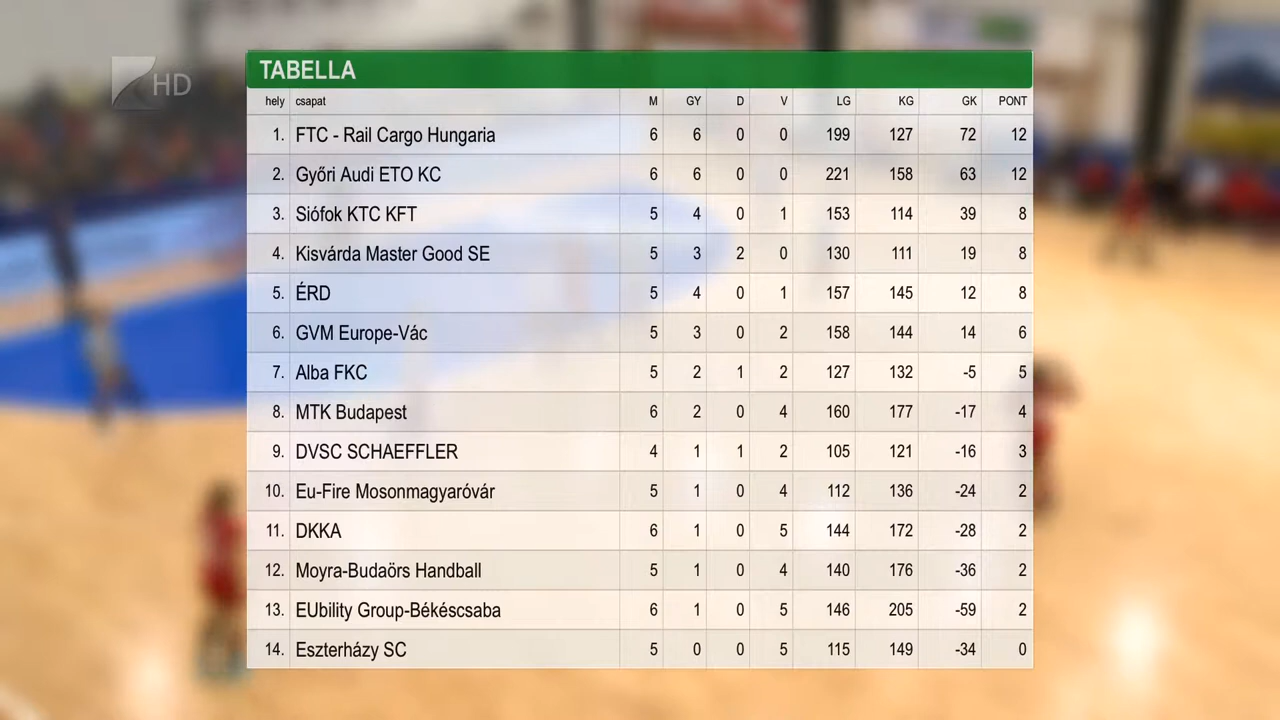 HD
TABELLA
hely csapat M GY D V LG KG GK PONT
1. FTC - Rail Cargo Hungaria 6 6 0 0 199 127 72 12
2. Győri Audi ETO KC 6 6 0 0 221 158 63 12
3. Siófok KTC KFT 5 4 0 1 153 114 39 8
4. Kisvárda Master Good SE 5 3 2 0 130 111 19 8
5. ÉRD 5 4 0 1 157 145 12 8
6. GVM Europe-Vác 5 3 0 2 158 144 14 6
7. Alba FKC 5 2 1 2 127 132 -5 5
8. MTK Budapest 6 2 0 4 160 177 -17 4
9. DVSC SCHAEFFLER 4 1 1 2 105 121 -16 3
10. Eu-Fire Mosonmagyaróvár 5 1 0 4 112 136 -24 2
11. DKKA 6 1 0 5 144 172 -28 2
12. Moyra-Budaörs Handball 5 1 0 4 140 176 -36 2
13. EUbility Group-Békéscsaba 6 1 0 5 146 205 -59 2
14. Eszterházy SC 5 0 0 5 115 149 -34 0